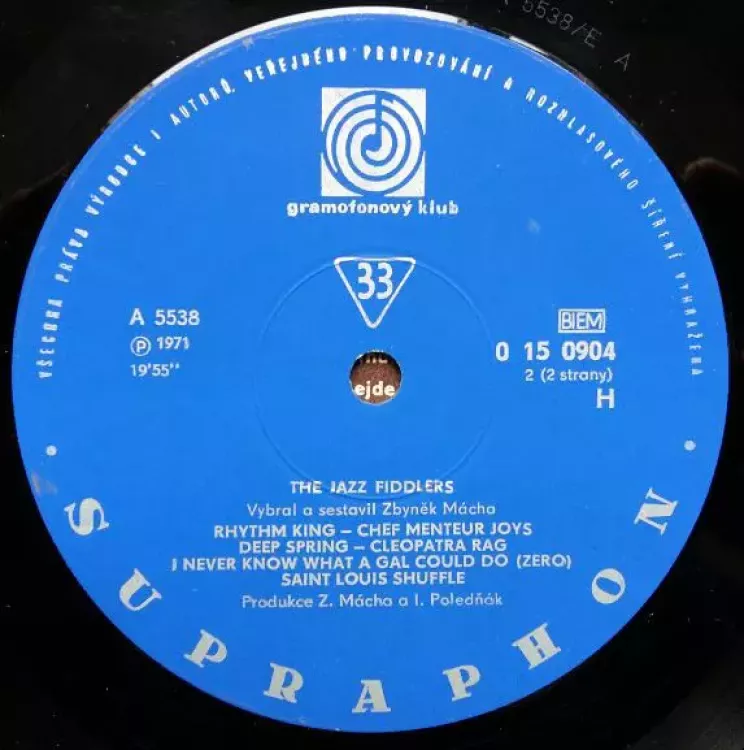 5538/E A
VŠECHNA PRÁVA VÝROBCE I AUTORŮ, VEŘEJNÉHO PROVOZOVÁNÍ A ROZHLASOVÉHO ŠÍŘENÍ VYHRAŽENA
gramofonový klub
33
A 5538
Ⓟ 1971
19'55''
BIEM
0 15 0904
2 (2 strany)
H
ejde
THE JAZZ FIDDLERS
Vybral a sestavil Zbyněk Mácha
RHYTHM KING – CHEF MENTEUR JOYS
DEEP SPRING – CLEOPATRA RAG
I NEVER KNOW WHAT A GAL COULD DO (ZERO)
SAINT LOUIS SHUFFLE
Produkce Z. Mácha a I. Poledňák
• SUPRAPHON •